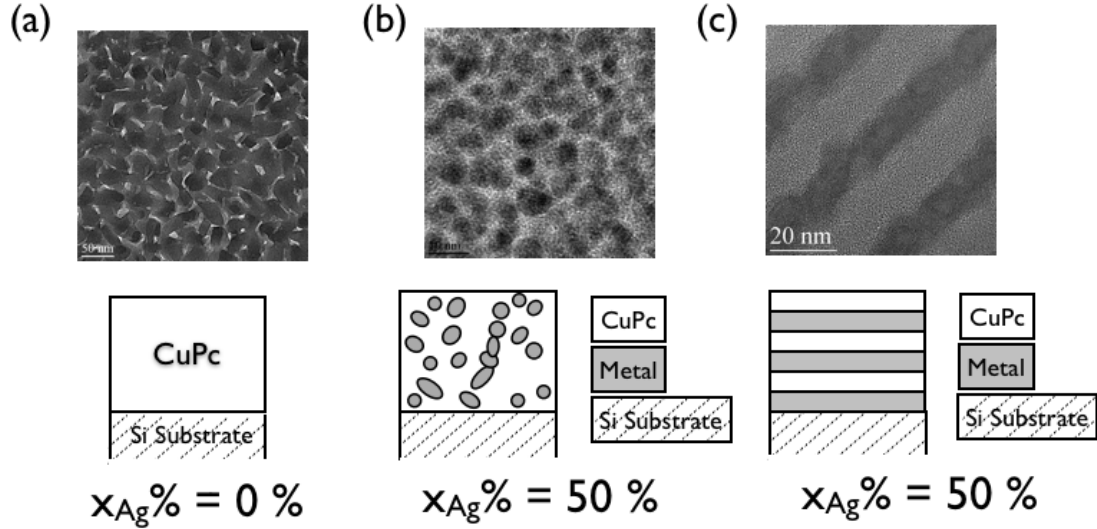 (a)
(b)
(c)
50 nm
20 nm
CuPc
CuPc
CuPc
Metal
Metal
Si Substrate
Si Substrate
Si Substrate
xAg% = 0 %
xAg% = 50 %
xAg% = 50 %